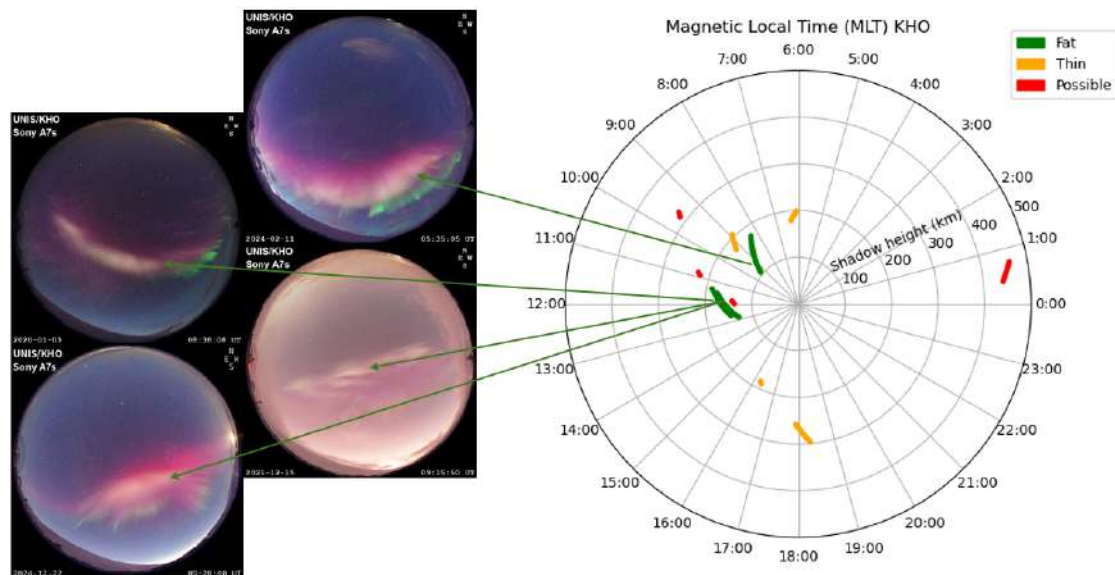 UNIS/KHO
Sony A7s
N
E W
S
2024-02-11 05:35:05 UT
UNIS/KHO
Sony A7s
N
E W
S
2020-01-03
UNIS/KHO
Sony A7s
N
E W
S
UNIS/KHO
Sony A7s
N
E W
S
Magnetic Local Time (MLT) KHO
6:00
7:00
5:00
8:00
4:00
9:00
3:00
10:00
2:00
11:00
1:00
12:00
0:00
13:00
23:00
14:00
22:00
15:00
21:00
16:00
20:00
17:00
19:00
18:00
Shadow height (km)
100
200
300
400
500
Fat
Thin
Possible